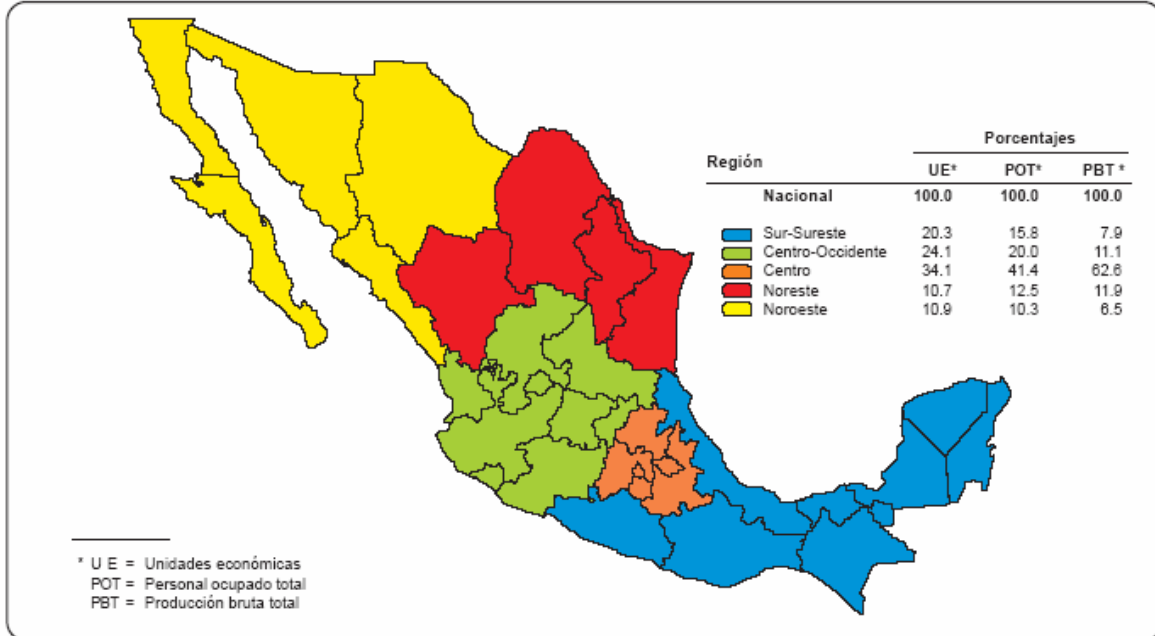 Porcentajes
Región UE* POT* PBT *
Nacional 100.0 100.0 100.0
Sur-Sureste 20.3 15.8 7.9
Centro-Occidente 24.1 20.0 11.1
Centro 34.1 41.4 62.6
Noreste 10.7 12.5 11.9
Noroeste 10.9 10.3 6.5
* U E = Unidades económicas
POT = Personal ocupado total
PBT = Producción bruta total